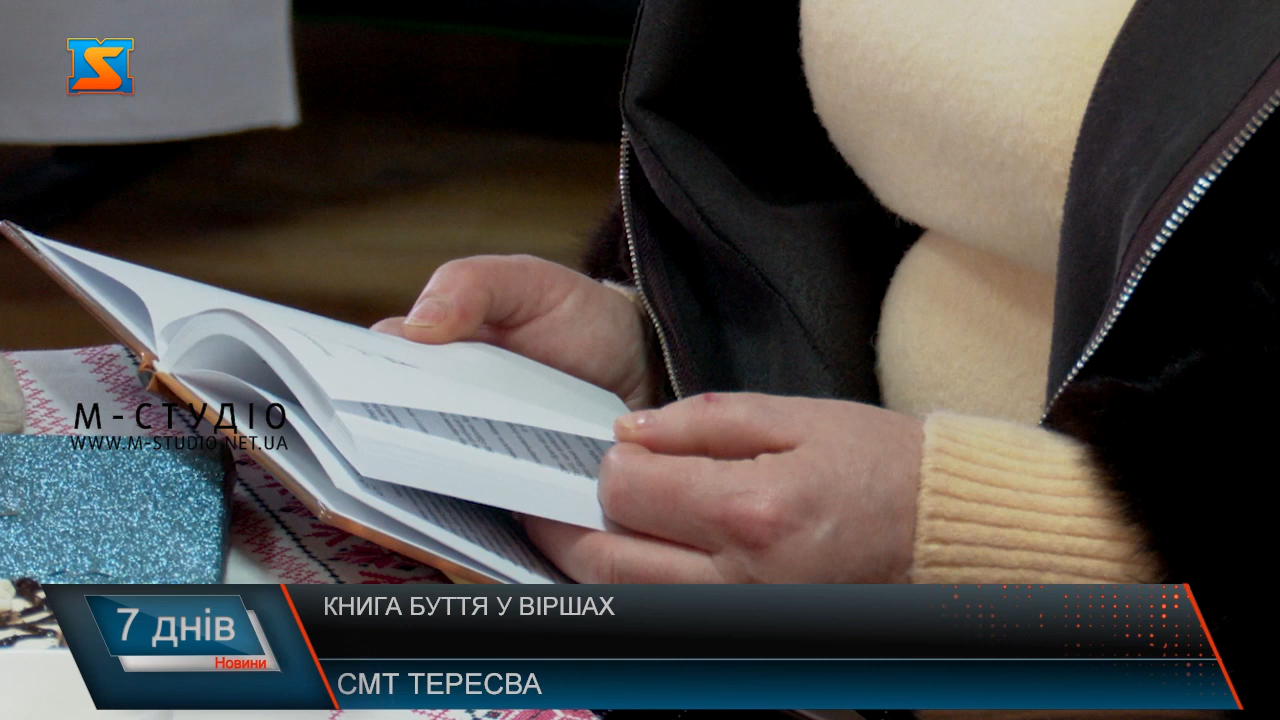 М-СТУДІО
WWW.M-STUDIO.NET.UA
7 днів
Новини
КНИГА БУТТЯ У ВІРШАХ
СМТ ТЕРЕСВА